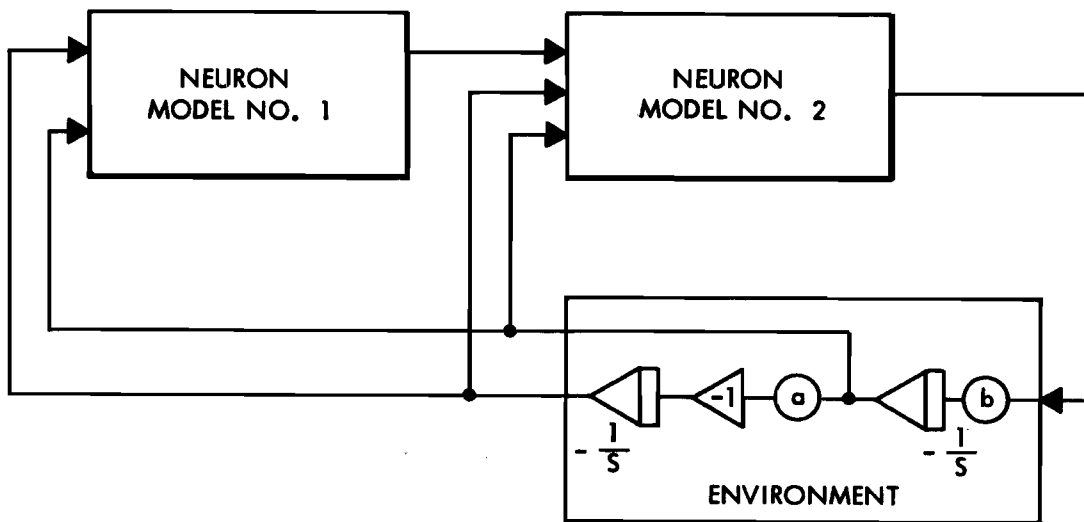 NEURON
MODEL NO. 1
NEURON
MODEL NO. 2
-1
a
b
- 1/S
- 1/S
ENVIRONMENT